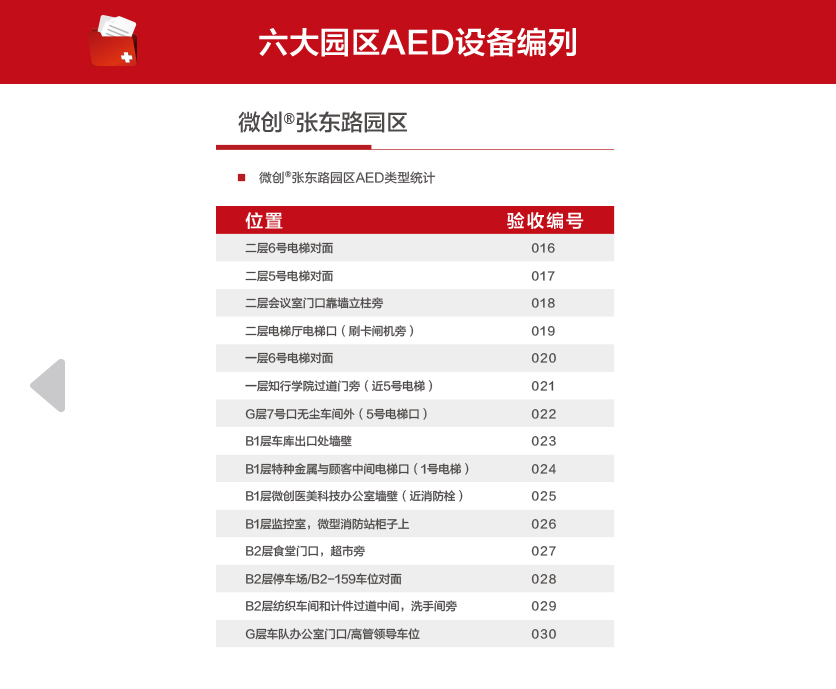 六大园区AED设备编列
微创®张东路园区
微创®张东路园区AED类型统计
位置 验收编号
二层6号电梯对面 016
二层5号电梯对面 017
二层会议室门口靠墙立柱旁 018
二层电梯厅电梯口（刷卡闸机旁） 019
一层6号电梯对面 020
一层知行学院过道门旁（近5号电梯） 021
G层7号口无尘车间外（5号电梯口） 022
B1层车库出口处墙壁 023
B1层特种金属与顾客中间电梯口（1号电梯） 024
B1层微创医美科技办公室墙壁（近消防栓） 025
B1层监控室，微型消防站柜子上 026
B2层食堂门口，超市旁 027
B2层停车场/B2-159车位对面 028
B2层纺织车间和计件过道中间，洗手间旁 029
G层车队办公室门口/高管领导车位 030